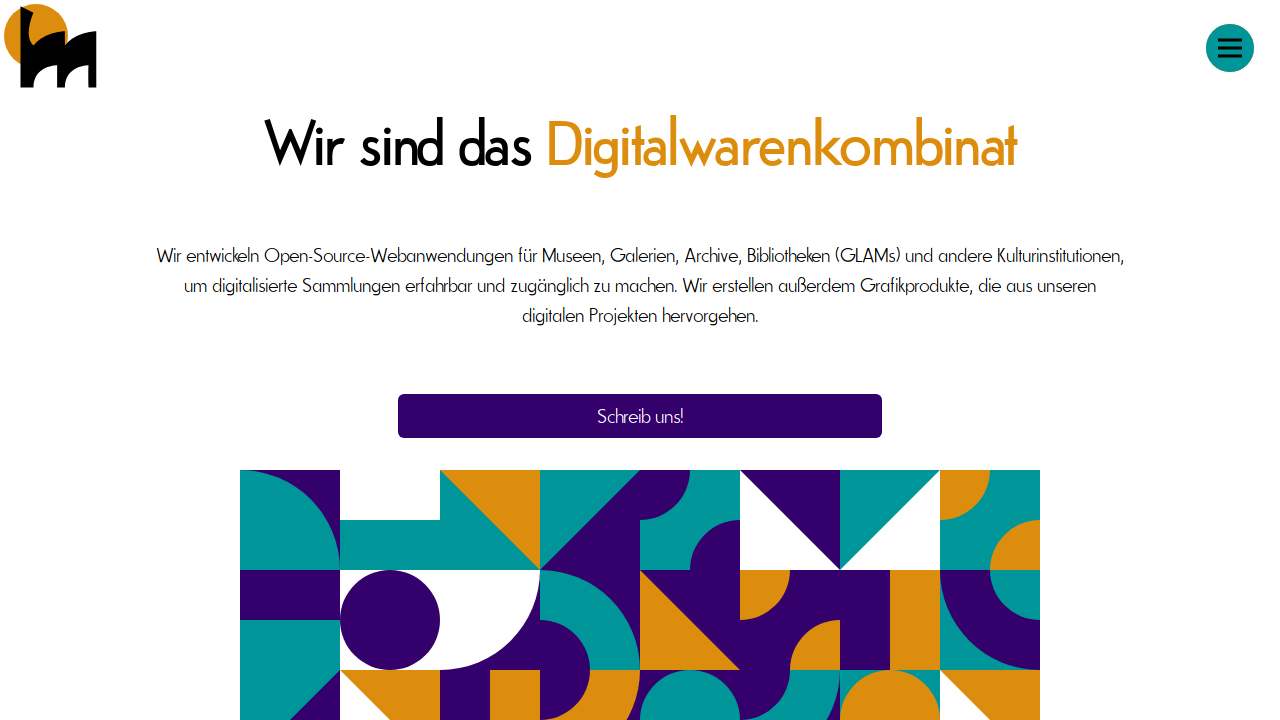 Wir sind das Digitalwarenkombinat
Wir entwickeln Open-Source-Webanwendungen für Museen, Galerien, Archive, Bibliotheken (GLAMs) und andere Kulturinstitutionen,
um digitalisierte Sammlungen erfahrbar und zugänglich zu machen. Wir erstellen außerdem Grafikprodukte, die aus unseren
digitalen Projekten hervorgehen.
Schreib uns!